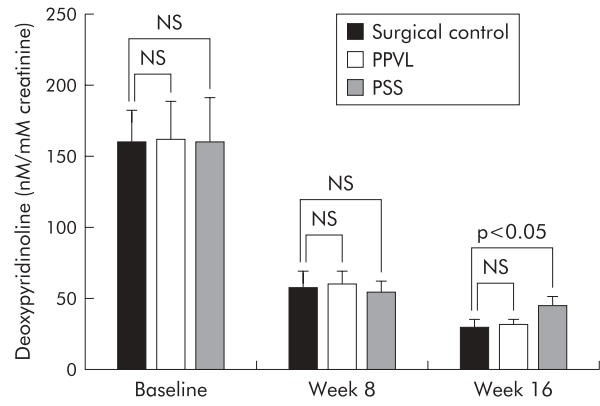 Deoxypyridinoline (nM/mM creatinine)
250
200
150
100
50
0
Surgical control
PPVL
PSS
NS
NS
NS
NS
p<0.05
NS
Baseline
Week 8
Week 16